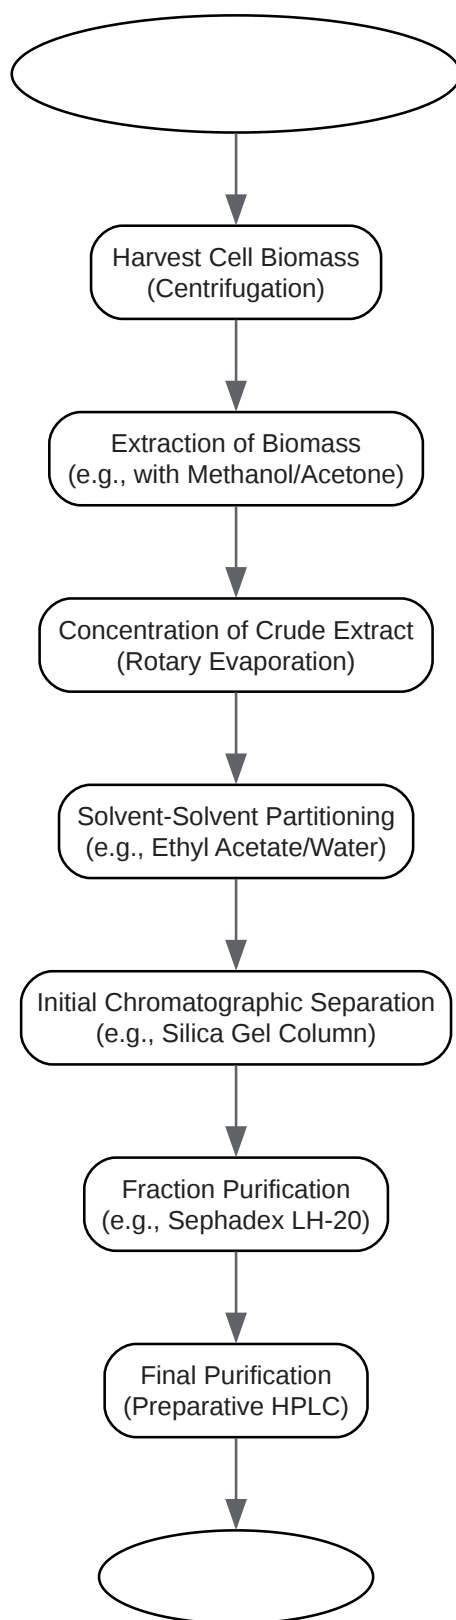 Harvest Cell Biomass
(Centrifugation)
Extraction of Biomass
(e.g., with Methanol/Acetone)
Concentration of Crude Extract
(Rotary Evaporation)
Solvent-Solvent Partitioning
(e.g., Ethyl Acetate/Water)
Initial Chromatographic Separation
(e.g., Silica Gel Column)
Fraction Purification
(e.g., Sephadex LH-20)
Final Purification
(Preparative HPLC)